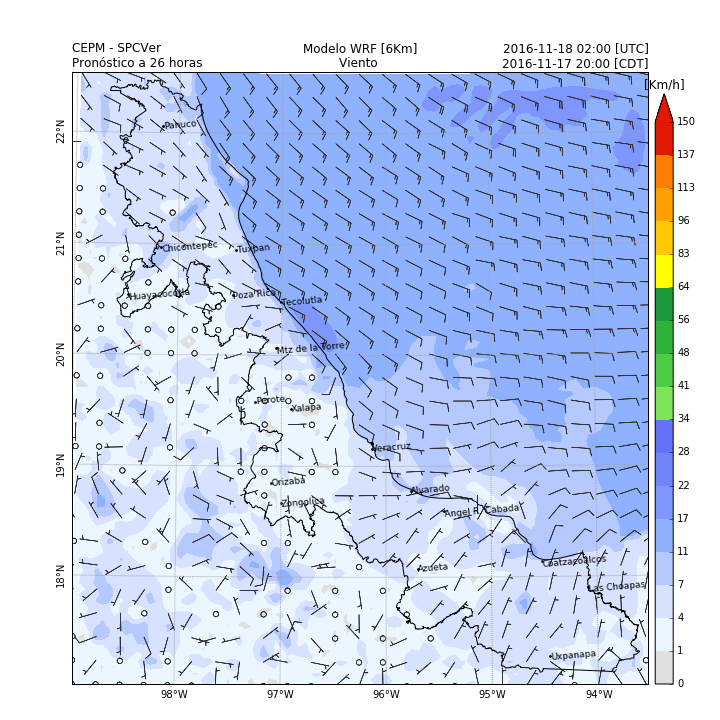 CEPM - SPCVer
Modelo WRF [6Km]
2016-11-18 02:00 [UTC]
Pronóstico a 26 horas
Viento
2016-11-17 20:00 [CDT]
[Km/h]
150
137
113
96
83
64
56
48
41
34
28
22
17
11
7
4
1
0
22°N
21°N
20°N
19°N
18°N
Panuco
Chicontepec
Tuxpan
Huayacocotla
Poza Rica
Tecolutla
Mtz de la Torre
Perote
Xalapa
Veracruz
Orizaba
Zongolica
Alvarado
Angel R. Cabada
Azueta
Coatzacoalcos
Las Choapas
Uxpanapa
98°W
97°W
96°W
95°W
94°W